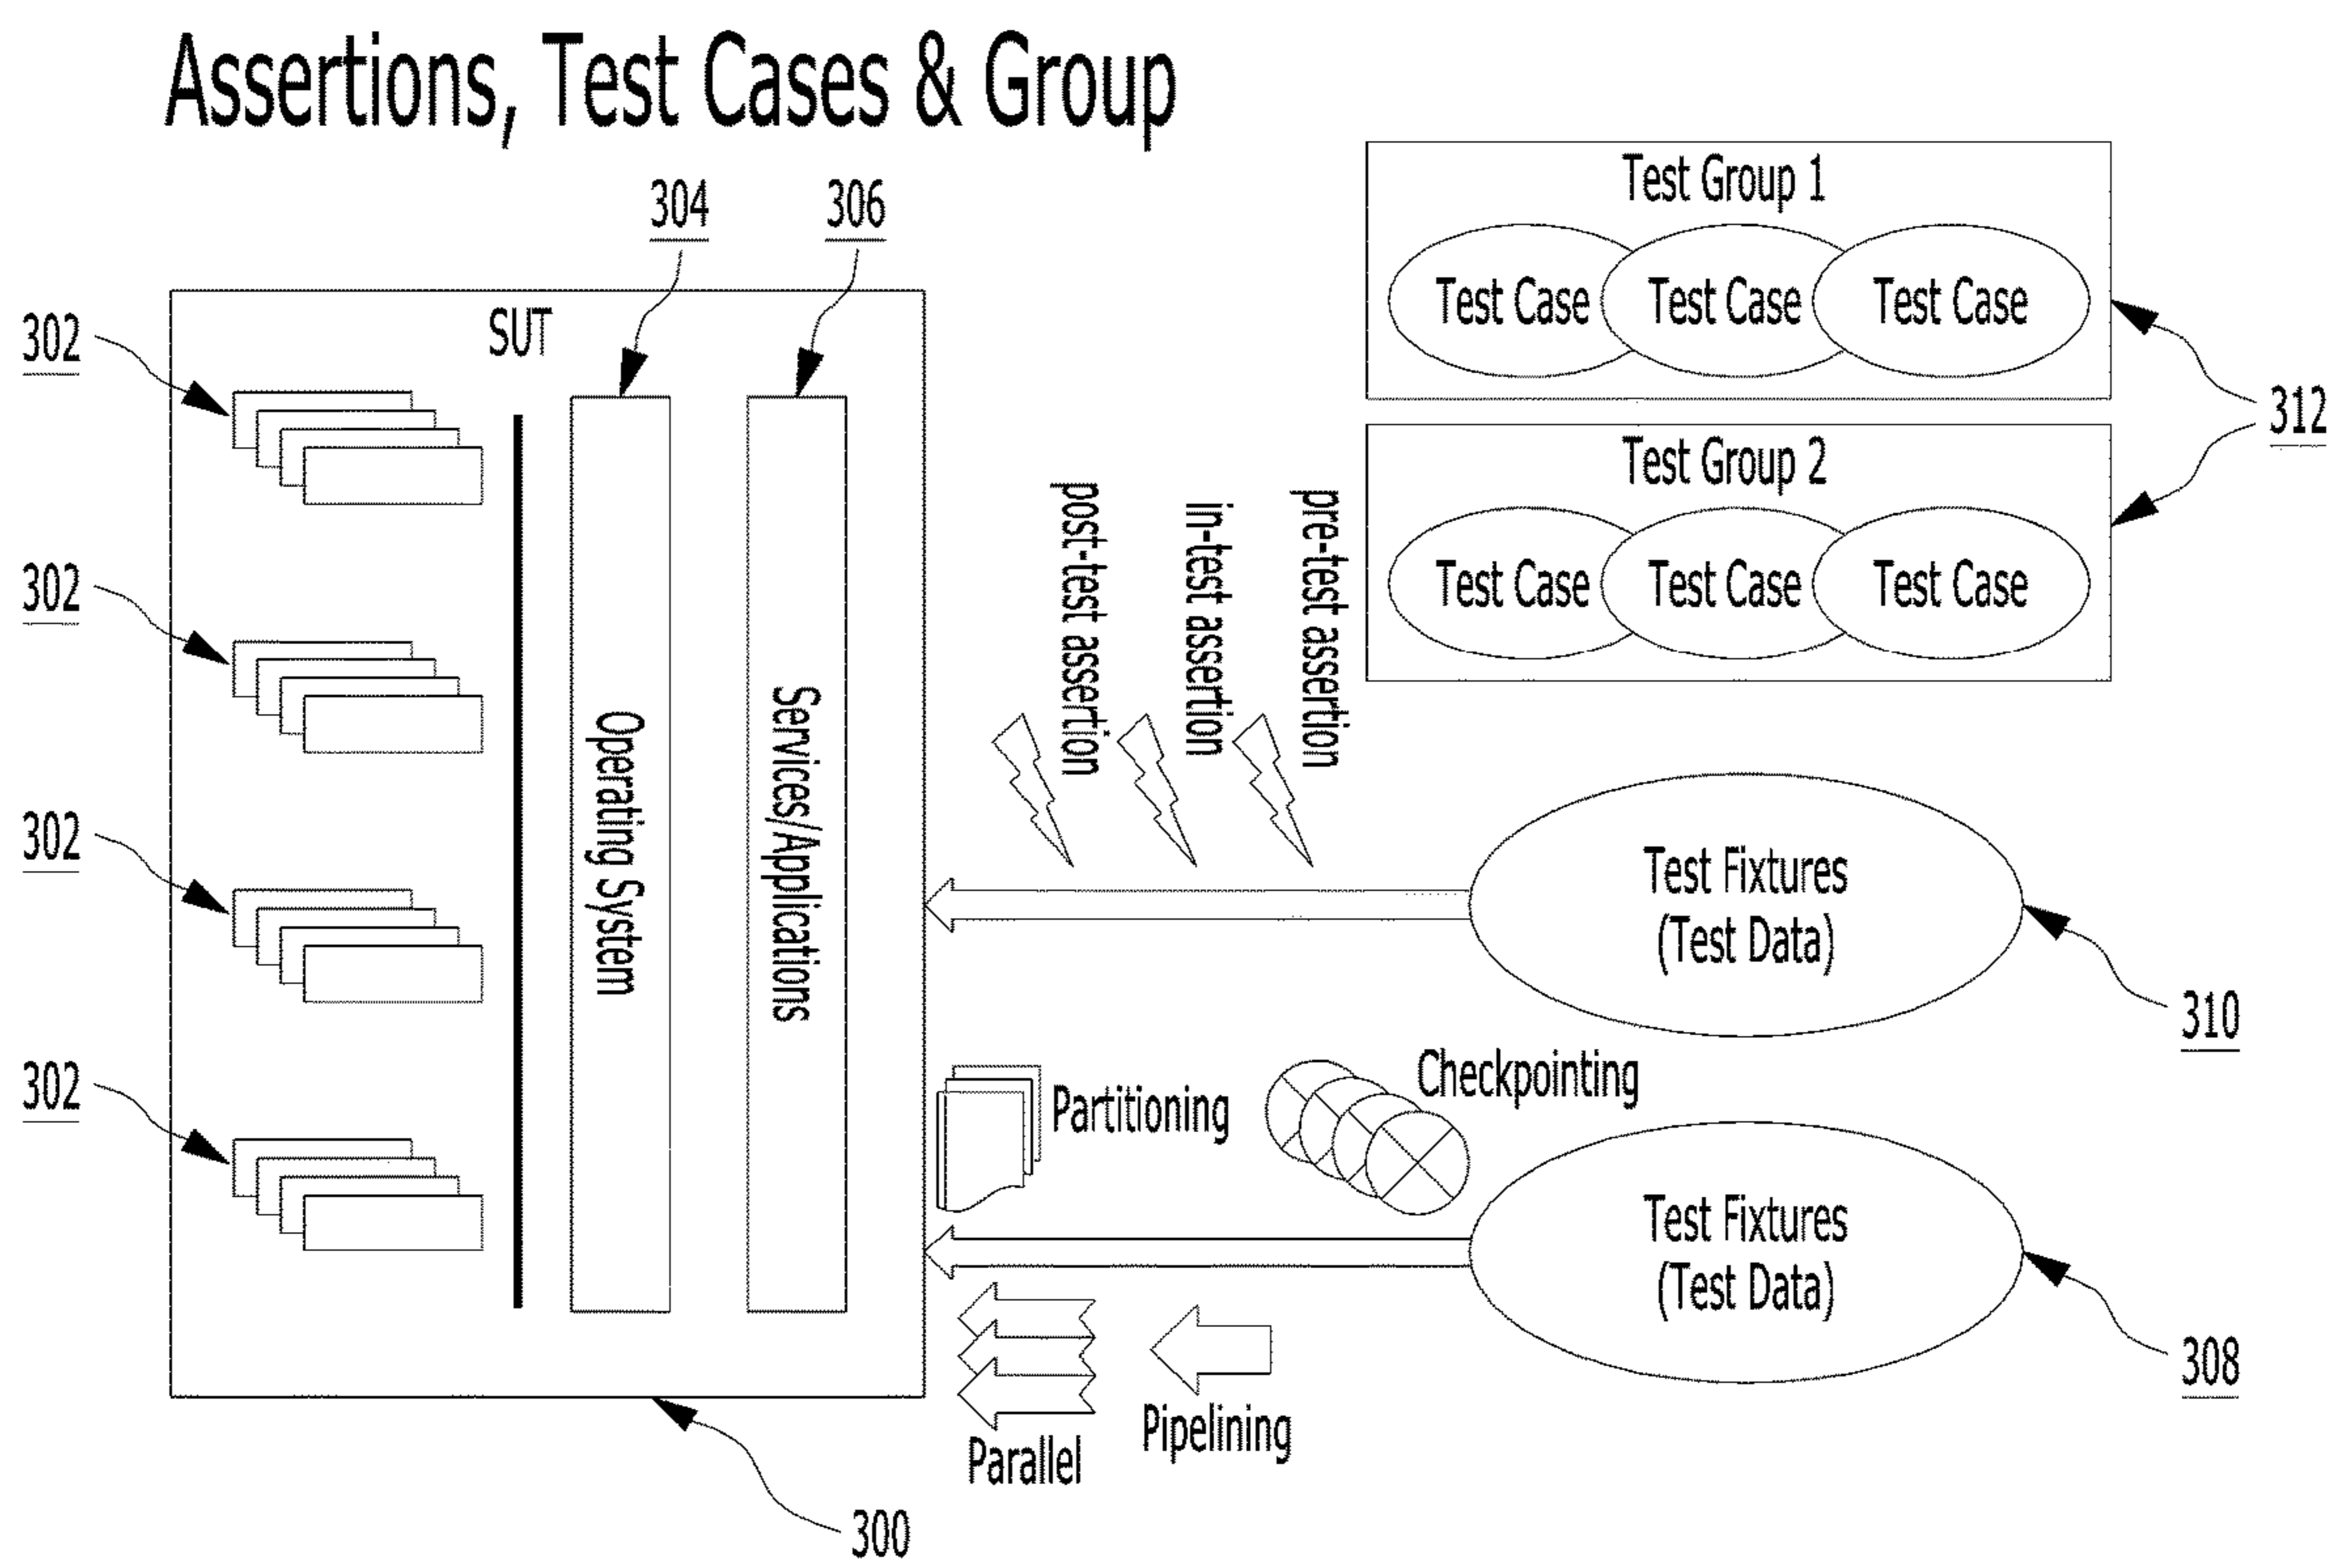 Assertions, Test Cases & Group
304
306
302
302
302
302
SUT
Operating System
Services/Applications
300
Test Group 1
Test Case
Test Case
Test Case
Test Group 2
Test Case
Test Case
Test Case
312
post-test assertion
in-test assertion
pre-test assertion
Test Fixtures
(Test Data)
310
Partitioning
Checkpointing
Test Fixtures
(Test Data)
308
Parallel
Pipelining